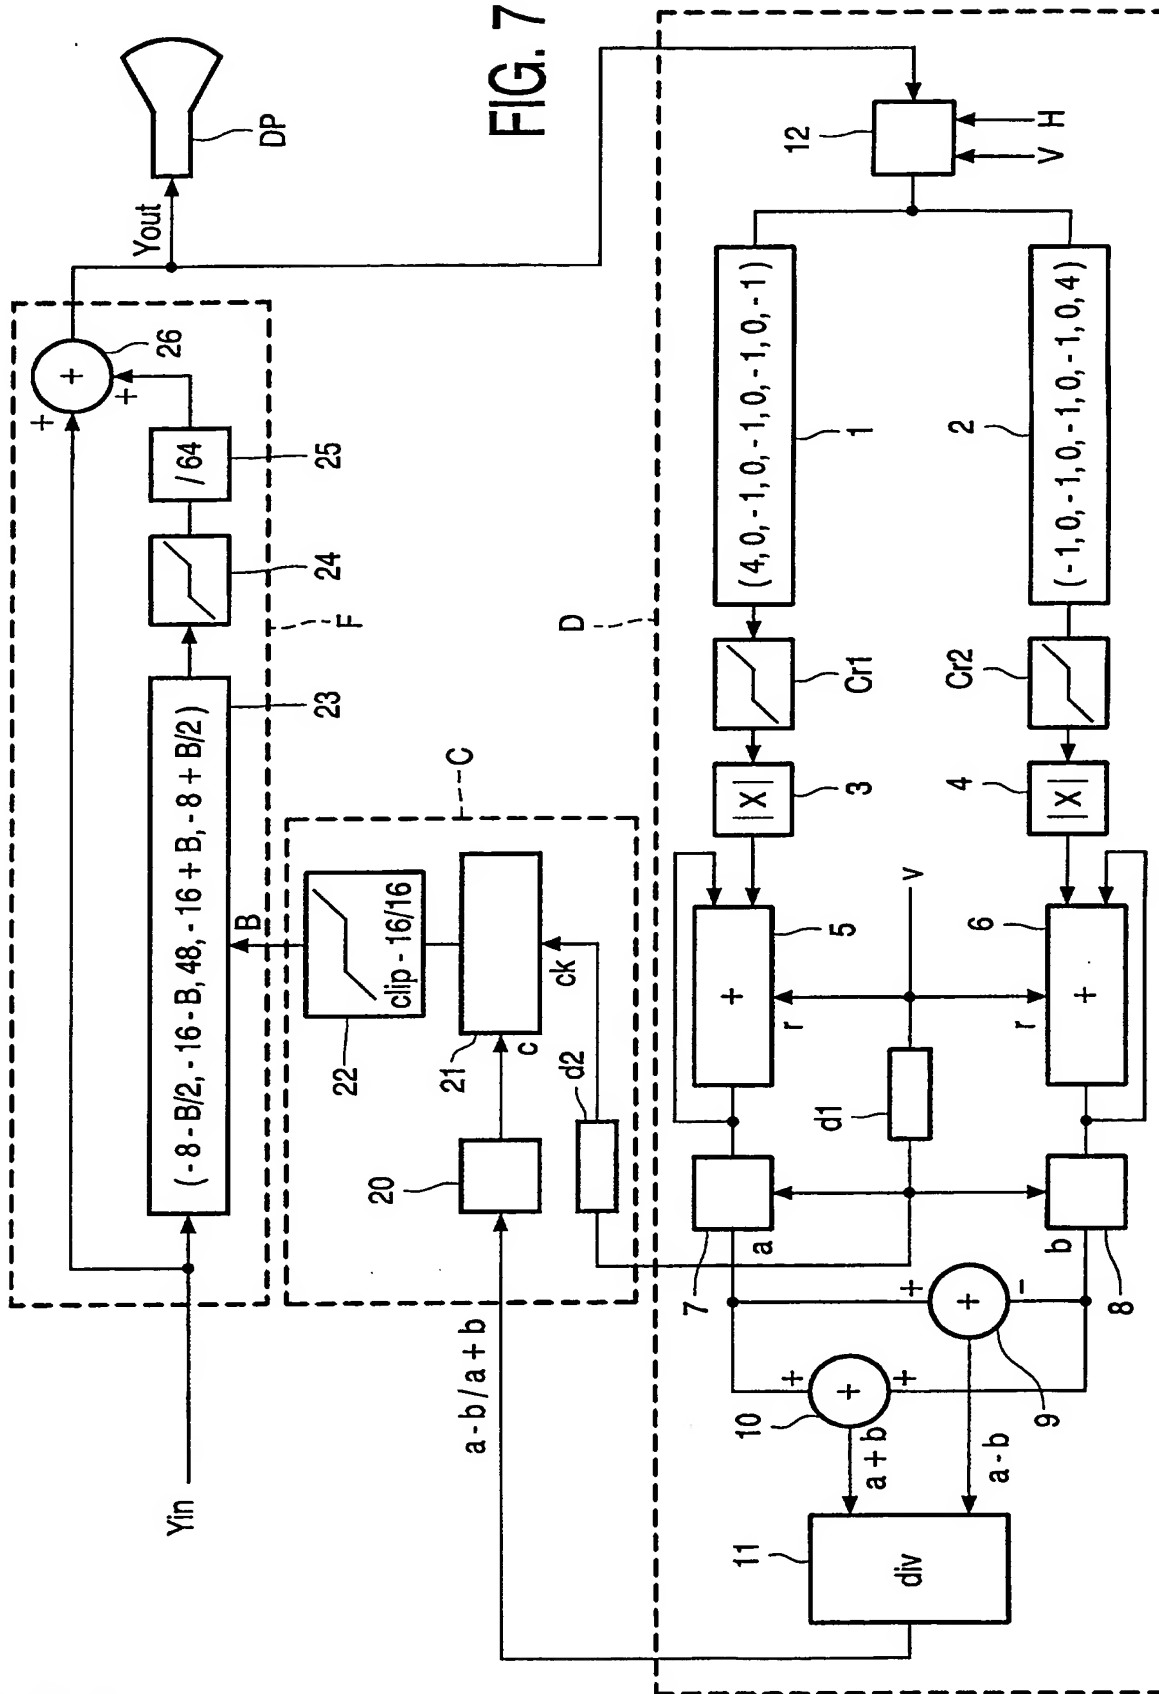 FIG. 7
Yin
Yout
DP
F
(-8-B/2, -16-B, 48, -16+B, -8+B/2)
23
24
/ 64
25
+
+
+
26
C
B
clip - 16/16
22
21
c
ck
20
d2
a - b / a + b
D
12
V
H
(4, 0, -1, 0, -1, 0, -1, 0, -1)
1
(-1, 0, -1, 0, -1, 0, -1, 0, 4)
2
Cr1
Cr2
|X|
3
|X|
4
+
5
r
+
6
r
v
d1
7
a
8
b
+
+
-
9
+
+
+
10
a + b
a - b
11
div